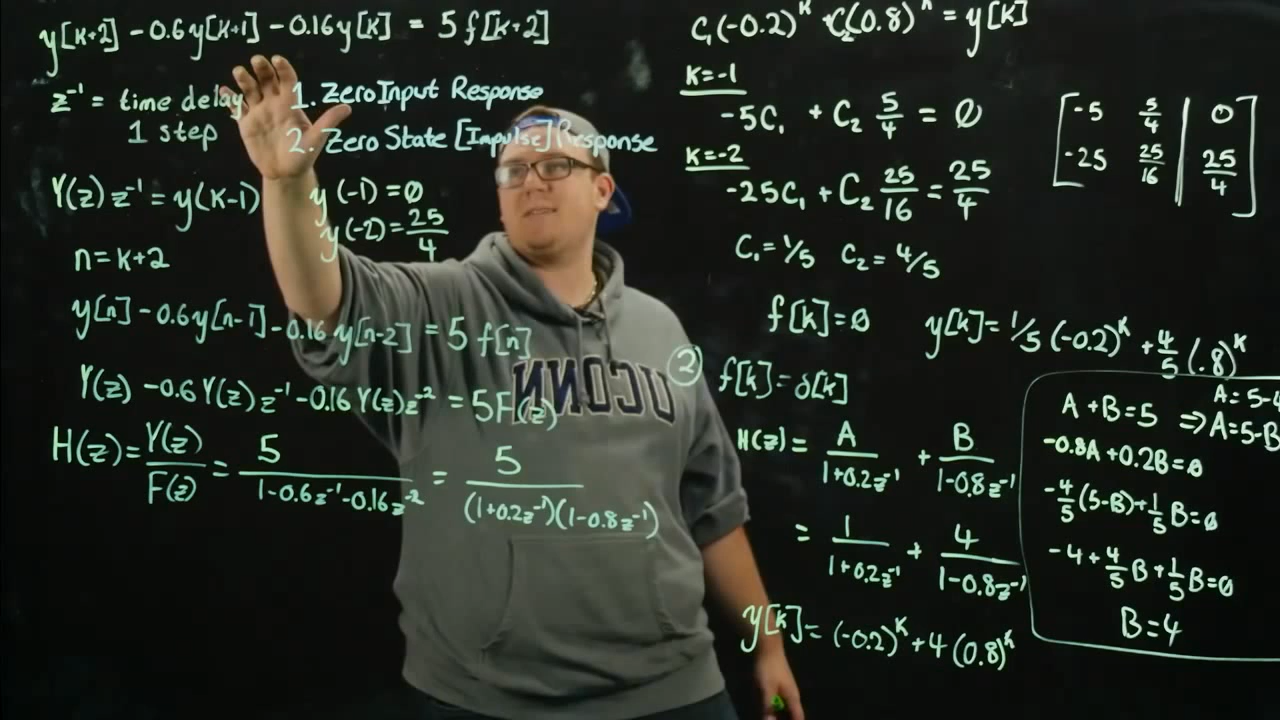 y[k+2] - 0.6y[k+1] - 0.16y[k] = 5f[k+2]
z⁻¹ = time delay
1 step
1. Zero Input Response
2. Zero State [Impulse] Response
Y(z) z⁻¹ = y(k-1)
y(-1) = 0
y(-2) = 25/4
n = k+2
y[n] - 0.6y[n-1] - 0.16 y[n-2] = 5 f[n]
Y(z) - 0.6 Y(z) z⁻¹ - 0.16 Y(z) z⁻² = 5F(z)
H(z) = Y(z)/F(z) = 5/(1-0.6z⁻¹-0.16z⁻²) = 5/((1+0.2z⁻¹)(1-0.8z⁻¹))
UCONN
C₁(-0.2)ᵏ + C₂(0.8)ᵏ = y[k]
k=-1
-5C₁ + C₂ 5/4 = 0
k=-2
-25C₁ + C₂ 25/16 = 25/4
[-5 5/4 | 0
-25 25/16 | 25/4]
C₁ = 1/5 C₂ = 4/5
f[k] = 0
y[k] = 1/5 (-0.2)ᵏ + 4/5 (.8)ᵏ
② f[k] = δ[k]
H(z) = A/(1+0.2z⁻¹) + B/(1-0.8z⁻¹)
= 1/(1+0.2z⁻¹) + 4/(1-0.8z⁻¹)
y[k] = (-0.2)ᵏ + 4(0.8)ᵏ
A = 5-4
A + B = 5 ⇒ A = 5-B
-0.8A + 0.2B = 0
-4/5(5-B) + 1/5 B = 0
-4 + 4/5 B + 1/5 B = 0
B = 4